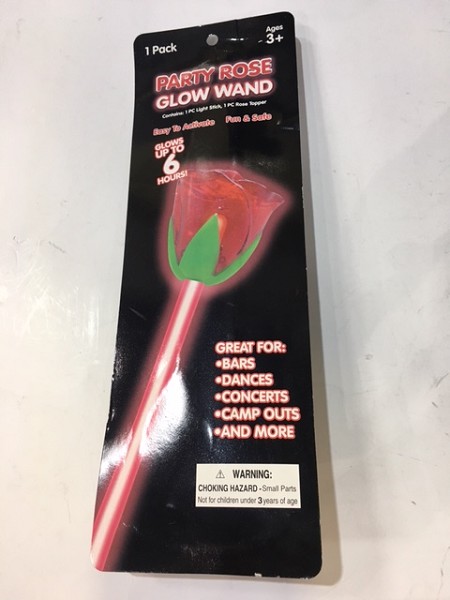 1 Pack
Ages
3+
PARTY ROSE
GLOW WAND
Contains: 1 PC Light Stick, 1 PC Rose Topper
Easy To Activate Fun & Safe
GLOWS
UP TO
6
HOURS!
GREAT FOR:
•BARS
•DANCES
•CONCERTS
•CAMP OUTS
•AND MORE
⚠ WARNING:
CHOKING HAZARD-Small Parts
Not for children under 3 years of age